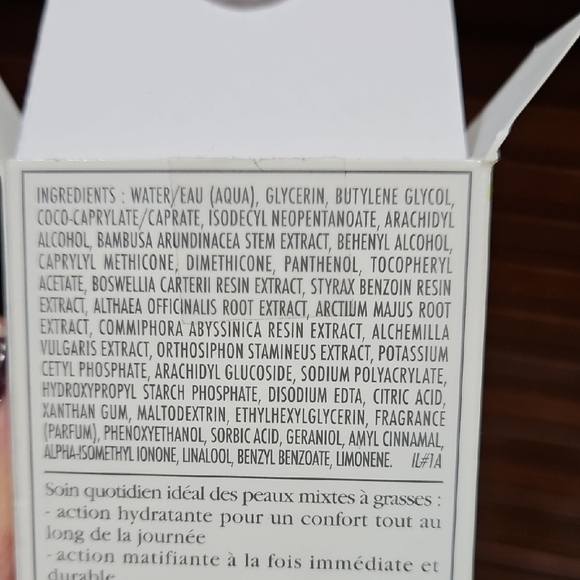 INGREDIENTS : WATER/EAU (AQUA), GLYCERIN, BUTYLENE GLYCOL,
COCO-CAPRYLATE/CAPRATE, ISODECYL NEOPENTANOATE, ARACHIDYL
ALCOHOL, BAMBUSA ARUNDINACEA STEM EXTRACT, BEHENYL ALCOHOL,
CAPRYLYL METHICONE, DIMETHICONE, PANTHENOL, TOCOPHERYL
ACETATE, BOSWELLIA CARTERII RESIN EXTRACT, STYRAX BENZOIN RESIN
EXTRACT, ALTHAEA OFFICINALIS ROOT EXTRACT, ARCTIUM MAJUS ROOT
EXTRACT, COMMIPHORA ABYSSINICA RESIN EXTRACT, ALCHEMILLA
VULGARIS EXTRACT, ORTHOSIPHON STAMINEUS EXTRACT, POTASSIUM
CETYL PHOSPHATE, ARACHIDYL GLUCOSIDE, SODIUM POLYACRYLATE,
HYDROXYPROPYL STARCH PHOSPHATE, DISODIUM EDTA, CITRIC ACID,
XANTHAN GUM, MALTODEXTRIN, ETHYLHEXYLGLYCERIN, FRAGRANCE
(PARFUM), PHENOXYETHANOL, SORBIC ACID, GERANIOL, AMYL CINNAMAL,
ALPHA-ISOMETHYL IONONE, LINALOOL, BENZYL BENZOATE, LIMONENE. IL#1A
Soin quotidien idéal des peaux mixtes à grasses :
- action hydratante pour un confort tout au
long de la journée
- action matifiante à la fois immédiate et
durable